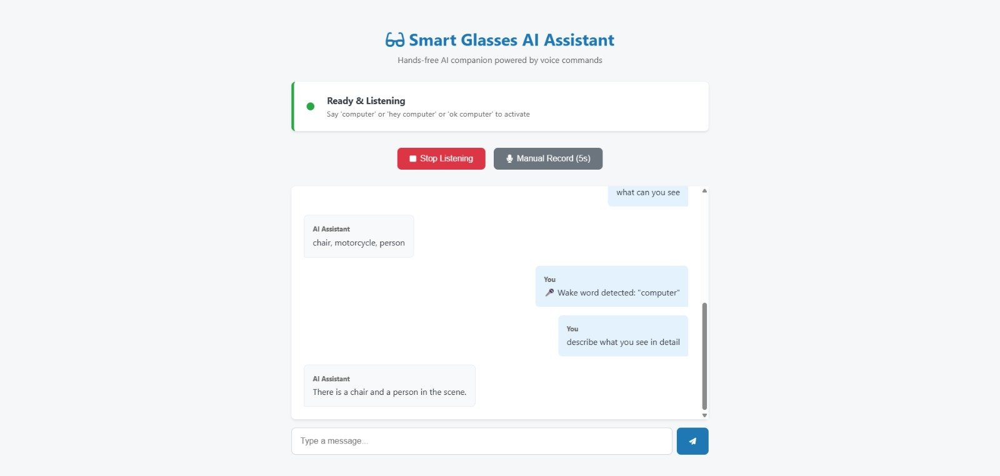 Smart Glasses AI Assistant
Hands-free AI companion powered by voice commands
Ready & Listening
Say 'computer' or 'hey computer' or 'ok computer' to activate
Stop Listening
Manual Record (5s)
what can you see
AI Assistant
chair, motorcycle, person
You
Wake word detected: "computer"
You
describe what you see in detail
AI Assistant
There is a chair and a person in the scene.
Type a message...